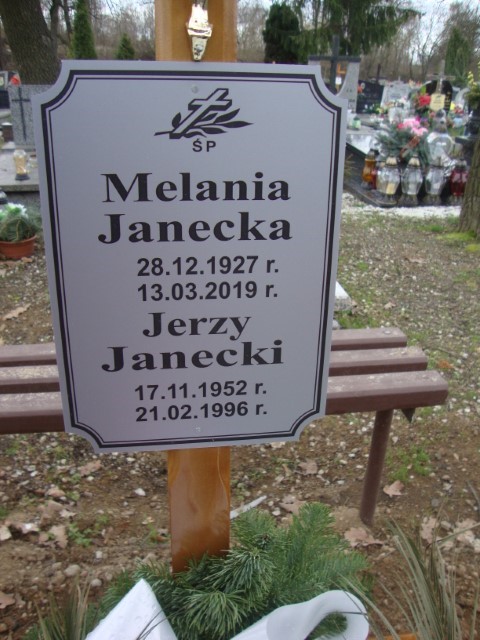 ŚP
Melania
Janecka
28.12.1927 r.
13.03.2019 r.
Jerzy
Janecki
17.11.1952 r.
21.02.1996 r.